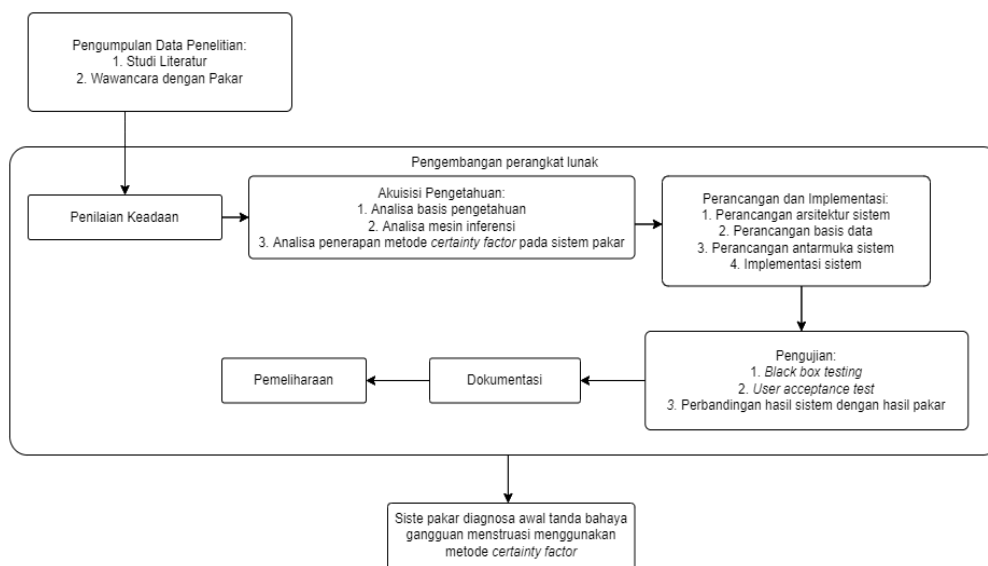 Pengumpulan Data Penelitian:
1. Studi Literatur
2. Wawancara dengan Pakar
Pengembangan perangkat lunak
Penilaian Keadaan
Akuisisi Pengetahuan:
1. Analisa basis pengetahuan
2. Analisa mesin inferensi
3. Analisa penerapan metode certainty factor pada sistem pakar
Perancangan dan Implementasi:
1. Perancangan arsitektur sistem
2. Perancangan basis data
3. Perancangan antarmuka sistem
4. Implementasi sistem
Pengujian:
1. Black box testing
2. User acceptance test
3. Perbandingan hasil sistem dengan hasil pakar
Dokumentasi
Pemeliharaan
Siste pakar diagnosa awal tanda bahaya
gangguan menstruasi menggunakan
metode certainty factor